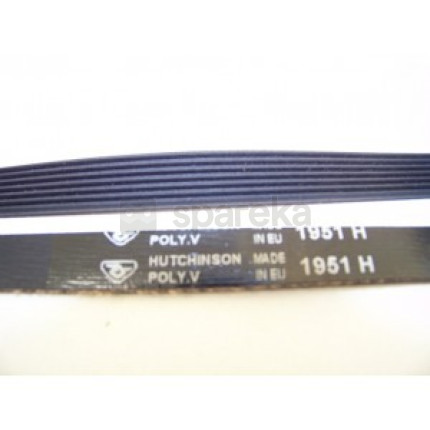 spareka
POLY.V IN EU 1951 H
HUTCHINSON MADE 1951 H
POLY.V IN EU